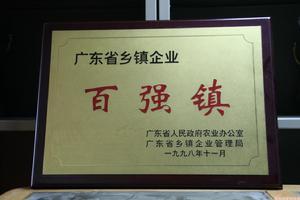 广东省乡镇企业
百强镇
广东省人民政府农业办公室
广东省乡镇企业管理局
一九九八年十一月